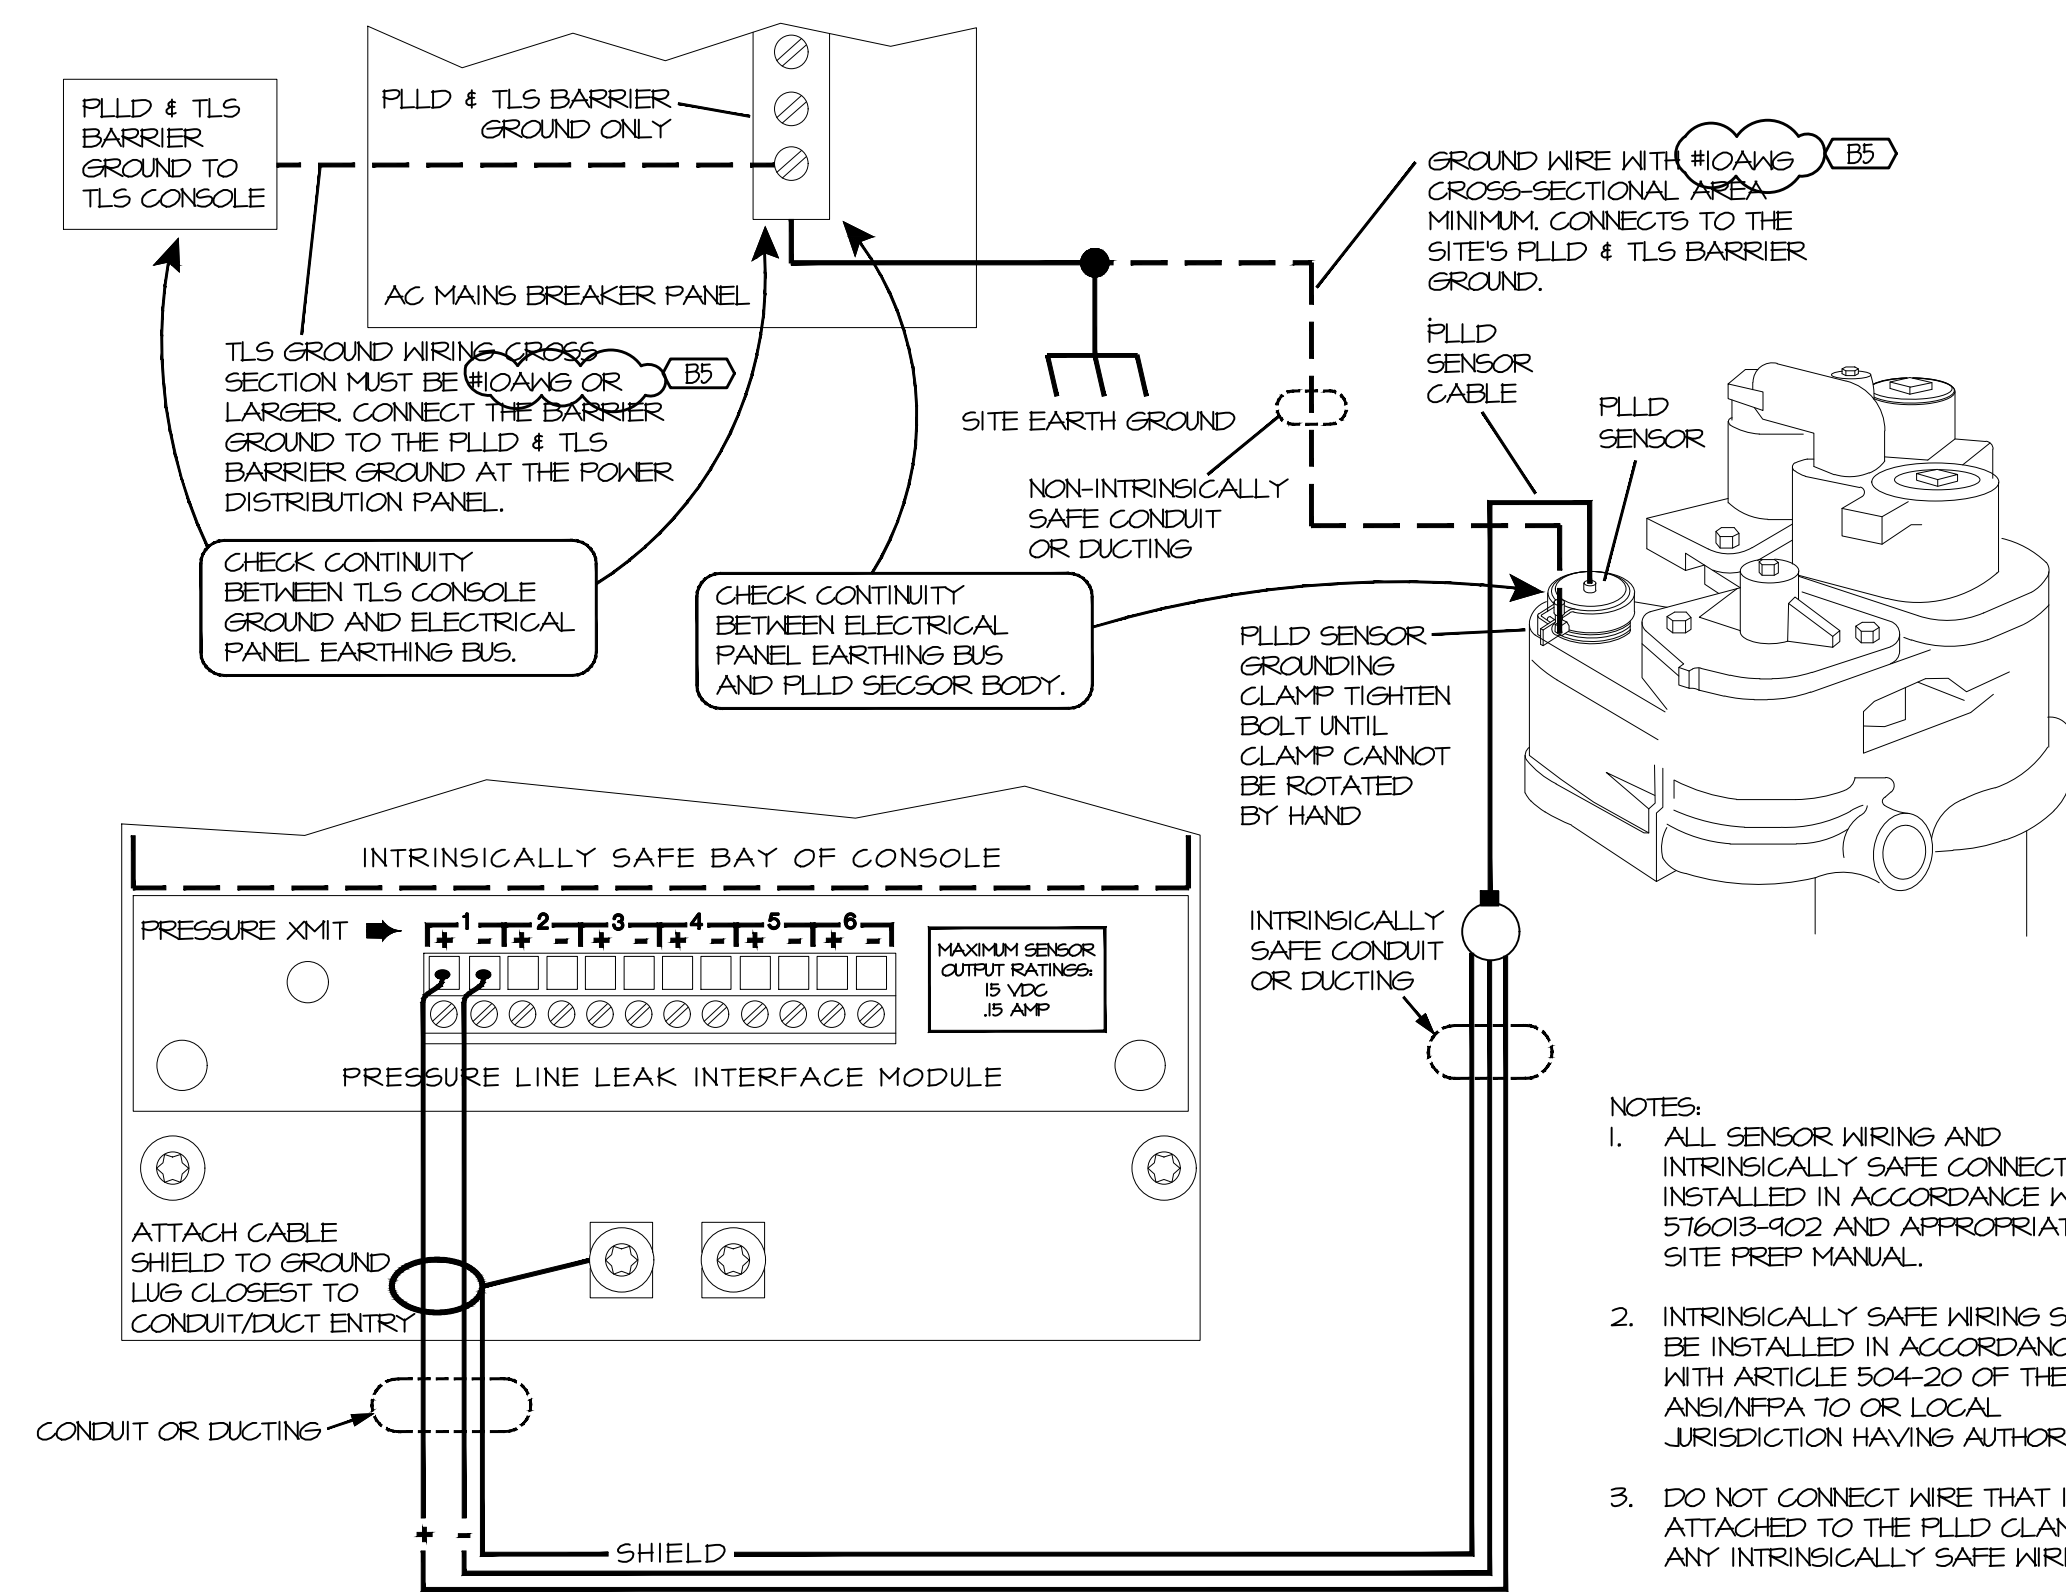 PLLD & TLS
BARRIER
GROUND TO
TLS CONSOLE
PLLD & TLS BARRIER
GROUND ONLY
AC MAINS BREAKER PANEL
TLS GROUND WIRING CROSS
SECTION MUST BE #10AWG OR
LARGER. CONNECT THE BARRIER
GROUND TO THE PLLD & TLS
BARRIER GROUND AT THE POWER
DISTRIBUTION PANEL.
B5
GROUND WIRE WITH #10AWG
CROSS-SECTIONAL AREA
MINIMUM. CONNECTS TO THE
SITE'S PLLD & TLS BARRIER
GROUND.
.
B5
PLLD
SENSOR
CABLE
PLLD
SENSOR
SITE EARTH GROUND
NON-INTRINSICALLY
SAFE CONDUIT
OR DUCTING
CHECK CONTINUITY
BETWEEN TLS CONSOLE
GROUND AND ELECTRICAL
PANEL EARTHING BUS.
CHECK CONTINUITY
BETWEEN ELECTRICAL
PANEL EARTHING BUS
AND PLLD SECSOR BODY.
PLLD SENSOR
GROUNDING
CLAMP TIGHTEN
BOLT UNTIL
CLAMP CANNOT
BE ROTATED
BY HAND
INTRINSICALLY SAFE BAY OF CONSOLE
PRESSURE XMIT
1 2 3 4 5 6
+ - + - + - + - + - + -
MAXIMUM SENSOR
OUTPUT RATINGS:
15 VDC
.15 AMP
PRESSURE LINE LEAK INTERFACE MODULE
INTRINSICALLY
SAFE CONDUIT
OR DUCTING
ATTACH CABLE
SHIELD TO GROUND
LUG CLOSEST TO
CONDUIT/DUCT ENTRY
CONDUIT OR DUCTING
+ -
SHIELD
NOTES:
1. ALL SENSOR WIRING AND
INTRINSICALLY SAFE CONNECT
INSTALLED IN ACCORDANCE W
576013-902 AND APPROPRIAT
SITE PREP MANUAL.
2. INTRINSICALLY SAFE WIRING S
BE INSTALLED IN ACCORDANC
WITH ARTICLE 504-20 OF THE
ANSI/NFPA 70 OR LOCAL
JURISDICTION HAVING AUTHOR
3. DO NOT CONNECT WIRE THAT I
ATTACHED TO THE PLLD CLAM
ANY INTRINSICALLY SAFE WIRI